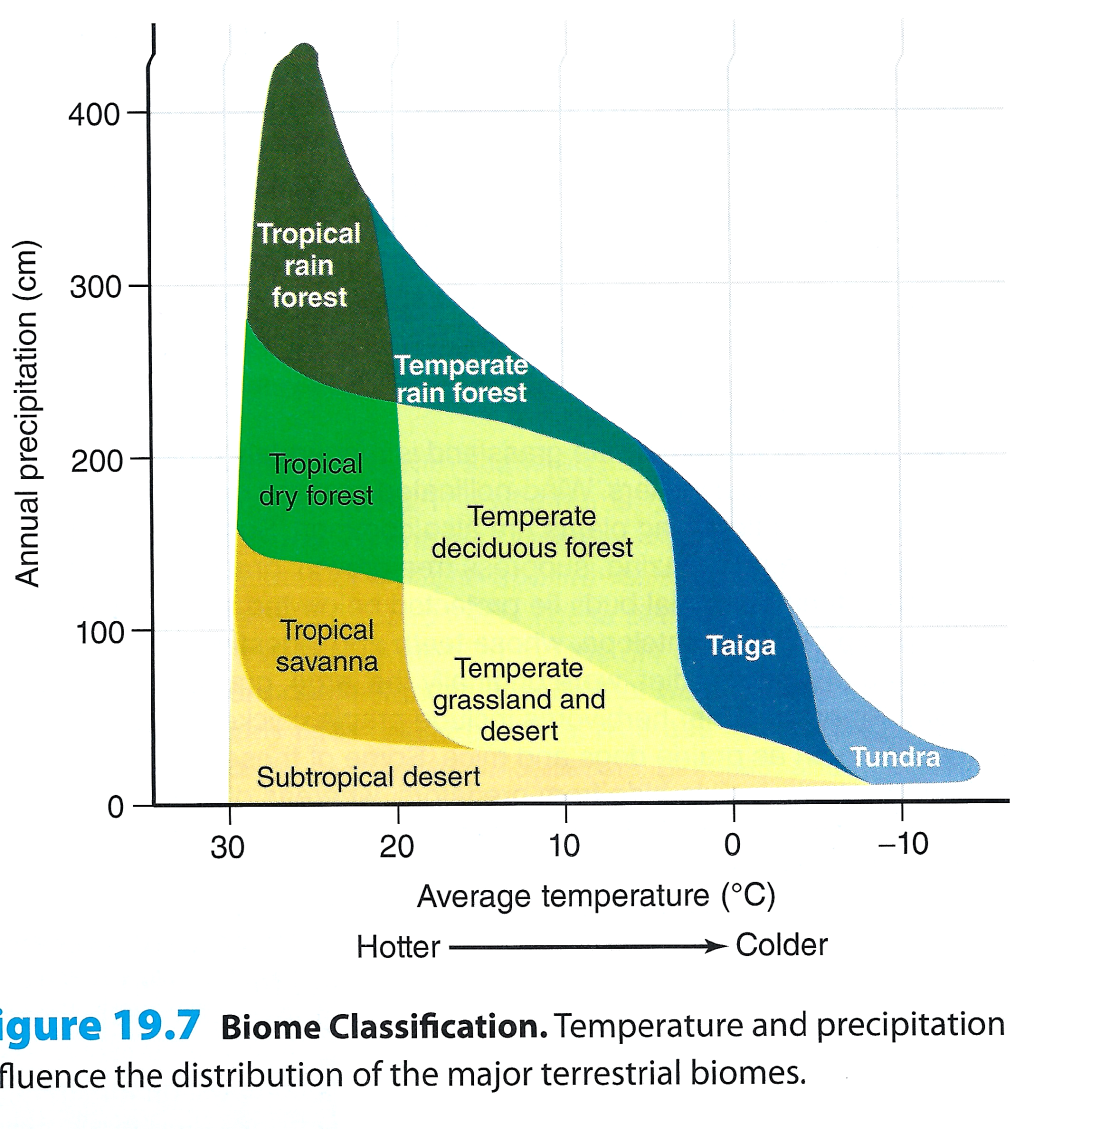 400
300
200
100
0
Annual precipitation (cm)
Tropical
rain
forest
Temperate
rain forest
Tropical
dry forest
Temperate
deciduous forest
Tropical
savanna
Temperate
grassland and
desert
Taiga
Tundra
Subtropical desert
30 20 10 0 –10
Average temperature (°C)
Hotter Colder
igure 19.7 Biome Classification. Temperature and precipitation
fluence the distribution of the major terrestrial biomes.